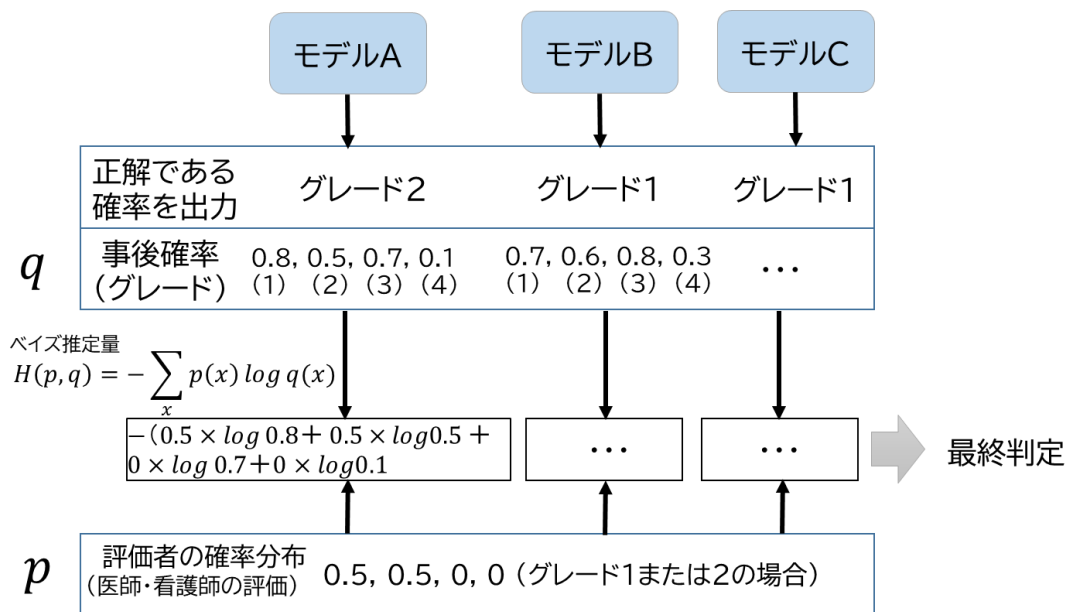 モデルA
モデルB
モデルC
正解である
確率を出力
グレード2
グレード1
グレード1
q
事後確率
(グレード)
0.8, 0.5, 0.7, 0.1
(1) (2) (3) (4)
0.7, 0.6, 0.8, 0.3
(1) (2) (3) (4)
…
ベイズ推定量
H(p,q) = − ∑ p(x) log q(x)
x
−(0.5 × log 0.8 + 0.5 × log0.5 +
0 × log 0.7+0 × log0.1
…
…
最終判定
p
評価者の確率分布
(医師・看護師の評価)
0.5, 0.5, 0, 0 (グレード1または2の場合)